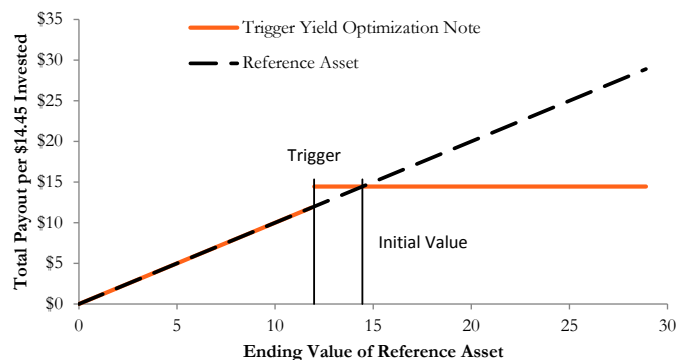 $35
$30
$25
$20
$15
$10
$5
$0
Total Payout per $14.45 Invested
Trigger Yield Optimization Note
Reference Asset
Trigger
Initial Value
0 5 10 15 20 25 30
Ending Value of Reference Asset